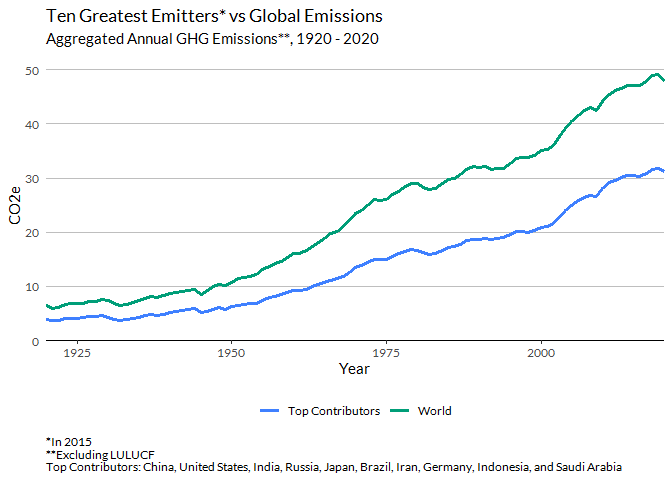 Ten Greatest Emitters* vs Global Emissions
Aggregated Annual GHG Emissions**, 1920 - 2020
50
40
30
20
10
0
CO2e
1925
1950
1975
2000
Year
Top Contributors
World
*In 2015
**Excluding LULUCF
Top Contributors: China, United States, India, Russia, Japan, Brazil, Iran, Germany, Indonesia, and Saudi Arabia